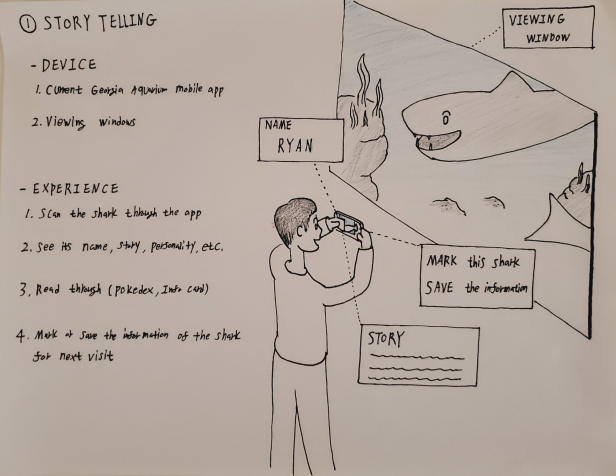 ① STORY TELLING
- DEVICE
1. Current Georgia Aquarium mobile app
2. Viewing windows
- EXPERIENCE
1. Scan the shark through the app
2. See its name, story, personality, etc.
3. Read through (Pokedex, Info card)
4. Mark or Save the information of the shark
for next visit
VIEWING
WINDOW
NAME
RYAN
MARK this shark
SAVE the information
STORY